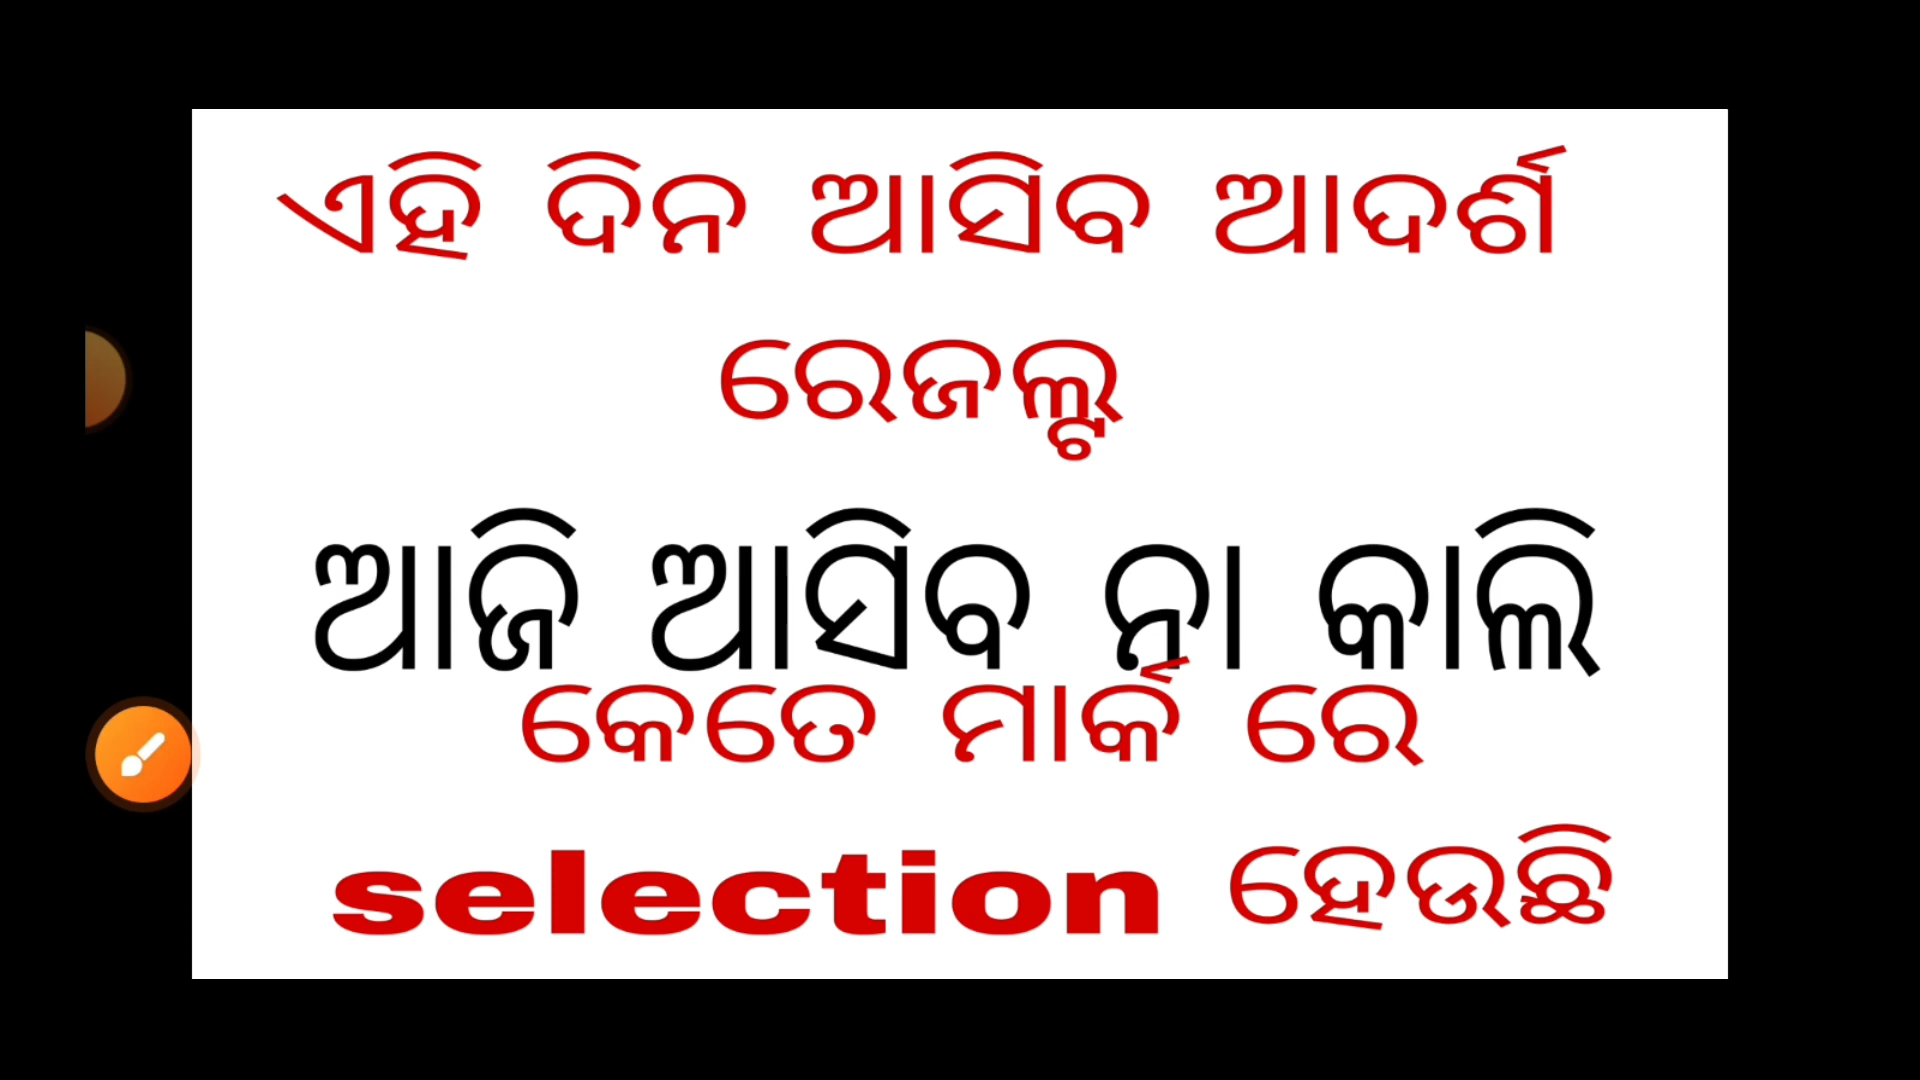 ଏହି ଦିନ ଆସିବ ଆଦର୍ଶ
ରେଜଲ୍ଟ
ଆଜି ଆସିବ ନା କାଲି
କେତେ ମାର୍କ ରେ
selection ହେଉଛି